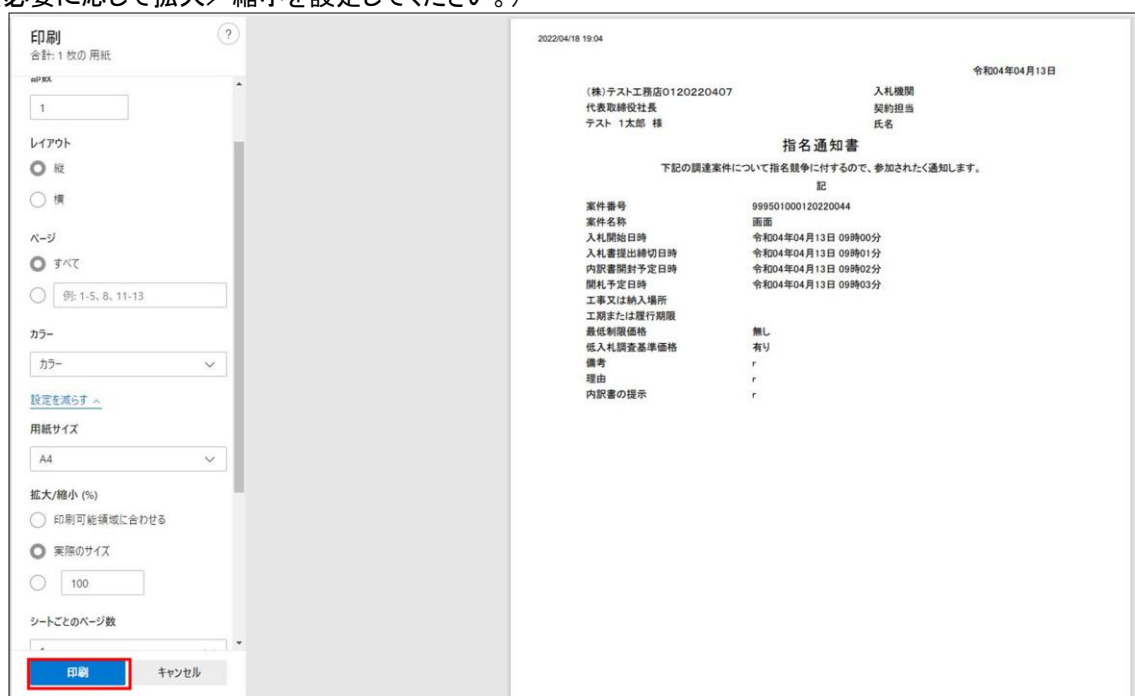 必要に応じて拡大／縮小を設定してください。)
印刷
?
合計: 1 枚の 用紙
部数
1
レイアウト
縦
横
ページ
すべて
例: 1-5、8、11-13
カラー
カラー
設定を減らす
用紙サイズ
A4
拡大/縮小 (%)
印刷可能領域に合わせる
実際のサイズ
100
シートごとのページ数
印刷
キャンセル
2022/04/18 19:04
令和04年04月13日
(株)テスト工務店0120220407
入札機関
代表取締役社長
契約担当
テスト 1太郎 様
氏名
指名通知書
下記の調達案件について指名競争に付するので、参加されたく通知します。
記
案件番号 999501000120220044
案件名称 画面
入札開始日時 令和04年04月13日 09時00分
入札書提出締切日時 令和04年04月13日 09時01分
内訳書開封予定日時 令和04年04月13日 09時02分
開札予定日時 令和04年04月13日 09時03分
工事又は納入場所
工期または履行期限
最低制限価格 無し
低入札調査基準価格 有り
備考 r
理由 r
内訳書の提示 r